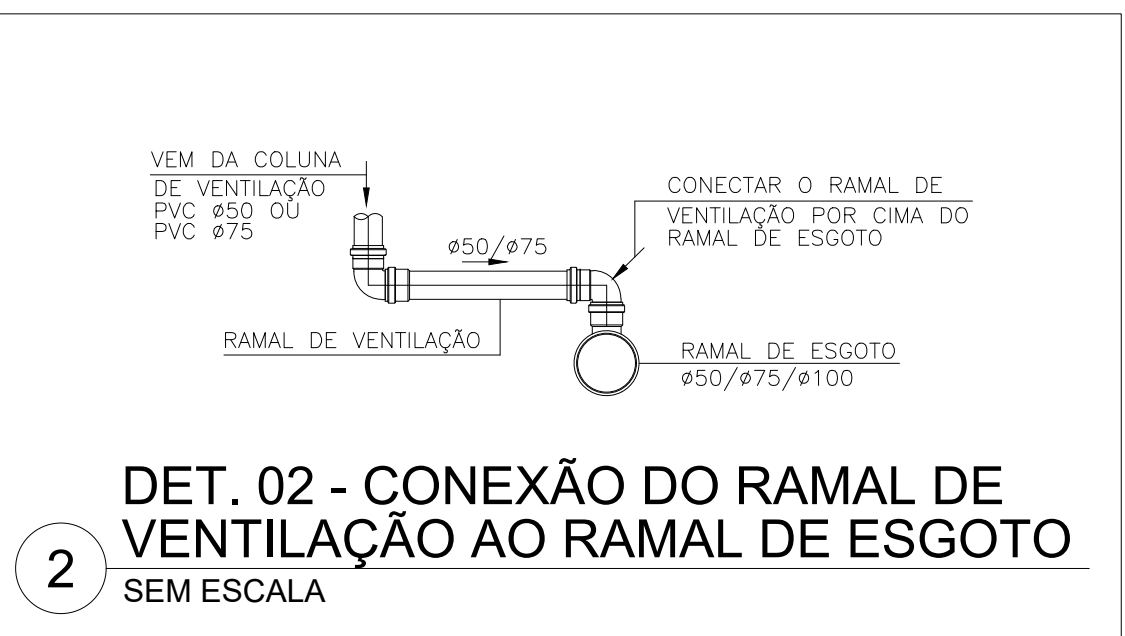 VEM DA COLUNA
DE VENTILAÇÃO
PVC ø50 OU
PVC ø75
ø50/ø75
CONECTAR O RAMAL DE
VENTILAÇÃO POR CIMA DO
RAMAL DE ESGOTO
RAMAL DE VENTILAÇÃO
RAMAL DE ESGOTO
ø50/ø75/ø100
DET. 02 - CONEXÃO DO RAMAL DE
VENTILAÇÃO AO RAMAL DE ESGOTO
2
SEM ESCALA